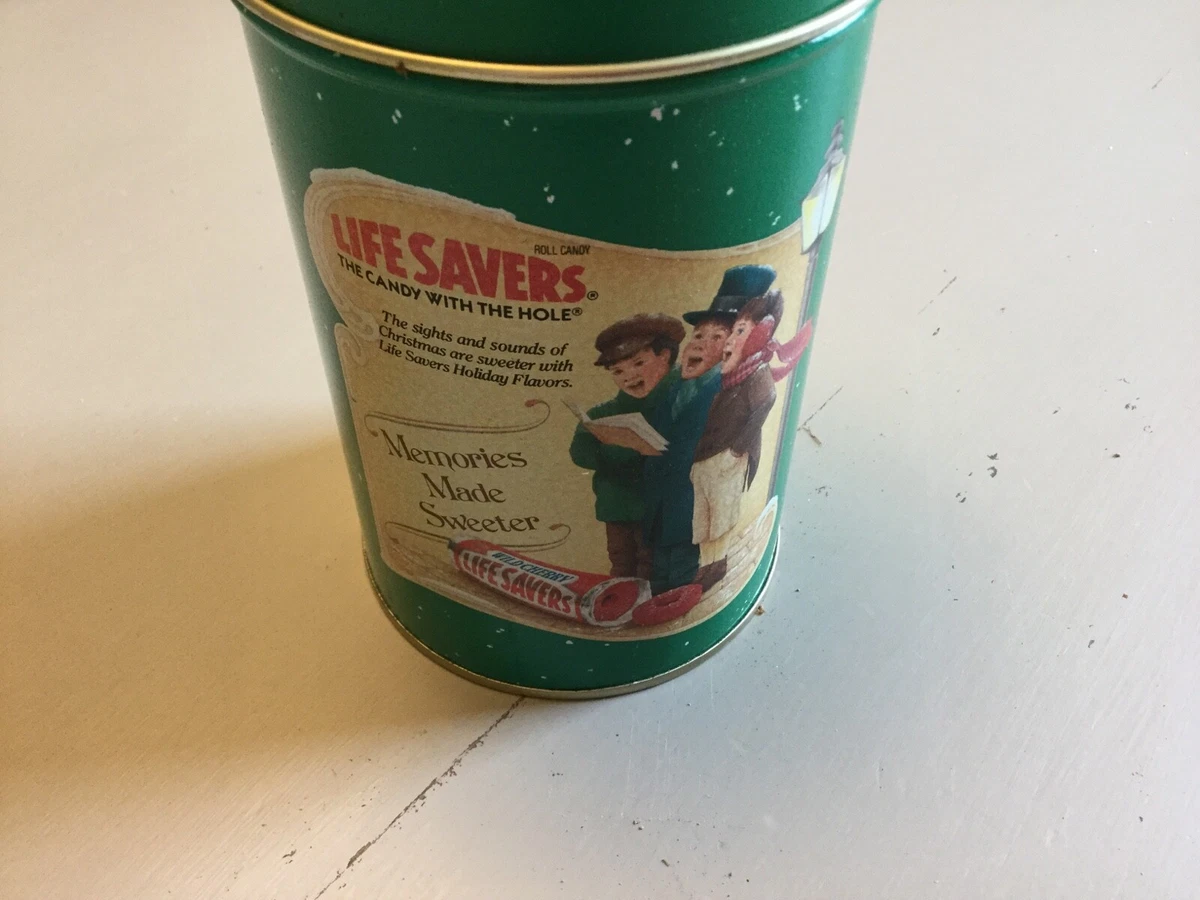 LIFE SAVERS®
ROLL CANDY
THE CANDY WITH THE HOLE®
The sights and sounds of
Christmas are sweeter with
Life Savers Holiday Flavors.
Memories
Made
Sweeter
WILD CHERRY
LIFE SAVERS